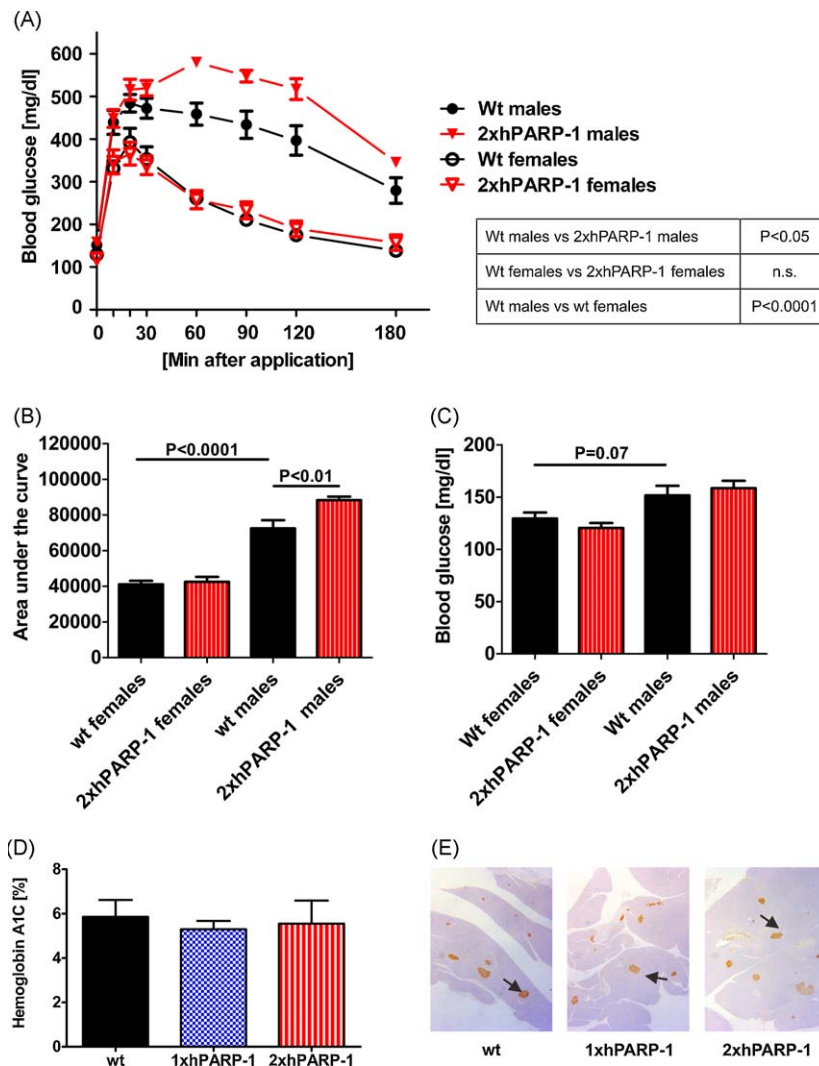 (A)
600
500
400
300
200
100
0
Blood glucose [mg/dl]
0 10 20 30 60 90 120 180
[Min after application]
Wt males
2xhPARP-1 males
Wt females
2xhPARP-1 females
Wt males vs 2xhPARP-1 males P<0.05
Wt females vs 2xhPARP-1 females n.s.
Wt males vs wt females P<0.0001
(B)
120000
100000
80000
60000
40000
20000
0
Area under the curve
P<0.0001
P<0.01
wt females
2xhPARP-1 females
wt males
2xhPARP-1 males
(C)
200
150
100
50
0
Blood glucose [mg/dl]
P=0.07
Wt females
2xhPARP-1 females
Wt males
2xhPARP-1 males
(D)
8
6
4
2
0
Hemoglobin A1C [%]
wt 1xhPARP-1 2xhPARP-1
(E)
wt 1xhPARP-1 2xhPARP-1